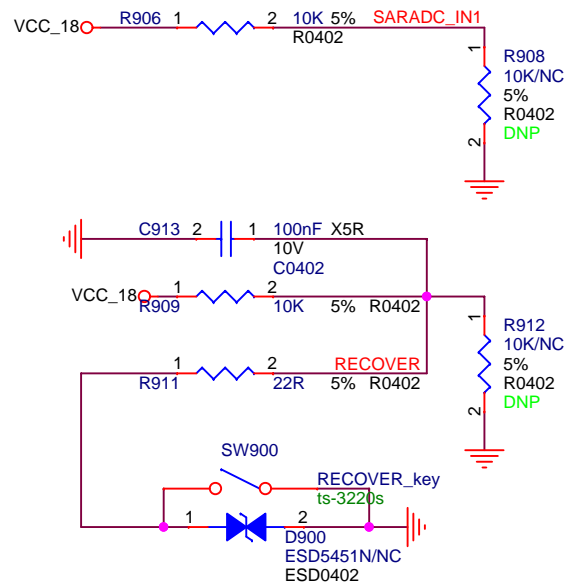 R906 1 2 10K 5% SARADC_IN1
VCC_18
R0402
1
R908
10K/NC
5%
R0402
DNP
2
C913 2 1 100nF X5R
10V
C0402
VCC_18
1 2
R909 10K 5% R0402
1
R912
10K/NC
5%
R0402
DNP
2
1 2 RECOVER
R911 22R 5% R0402
SW900
RECOVER_key
ts-3220s
1 2
D900
ESD5451N/NC
ESD0402